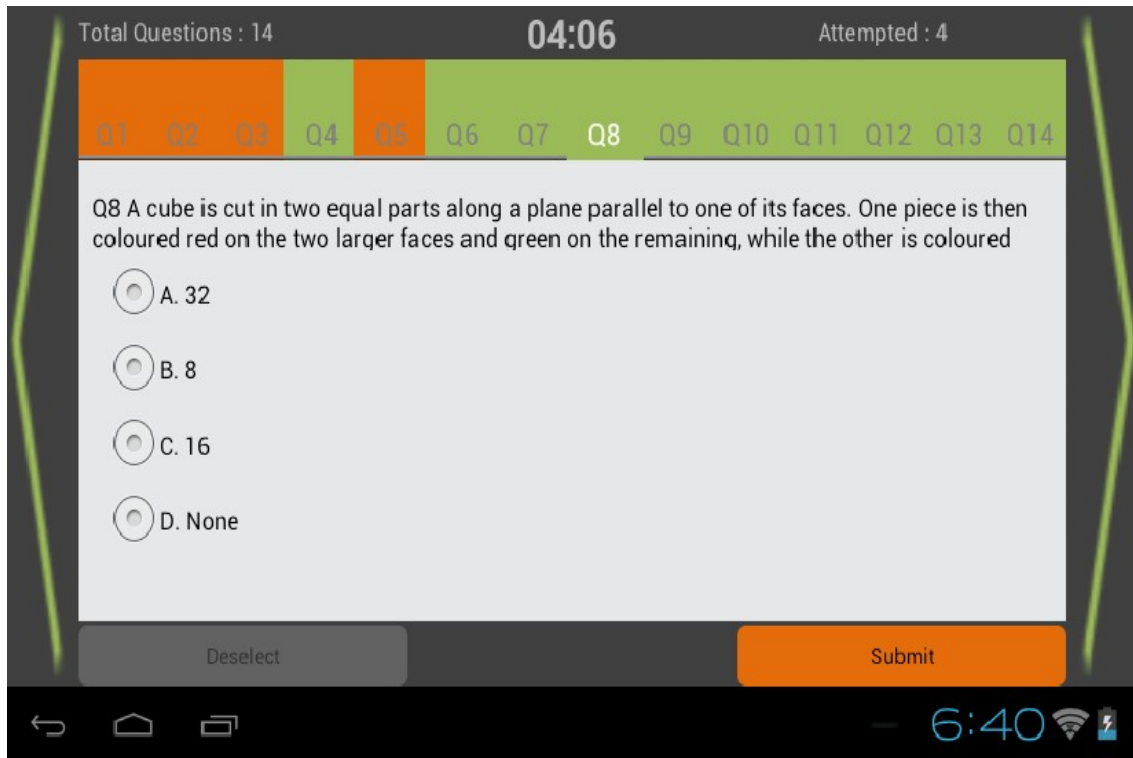 Total Questions : 14 04:06 Attempted : 4
Q1 Q2 Q3 Q4 Q5 Q6 Q7 Q8 Q9 Q10 Q11 Q12 Q13 Q14
Q8 A cube is cut in two equal parts along a plane parallel to one of its faces. One piece is then
coloured red on the two larger faces and green on the remaining, while the other is coloured
A. 32
B. 8
C. 16
D. None
Deselect Submit
6:40